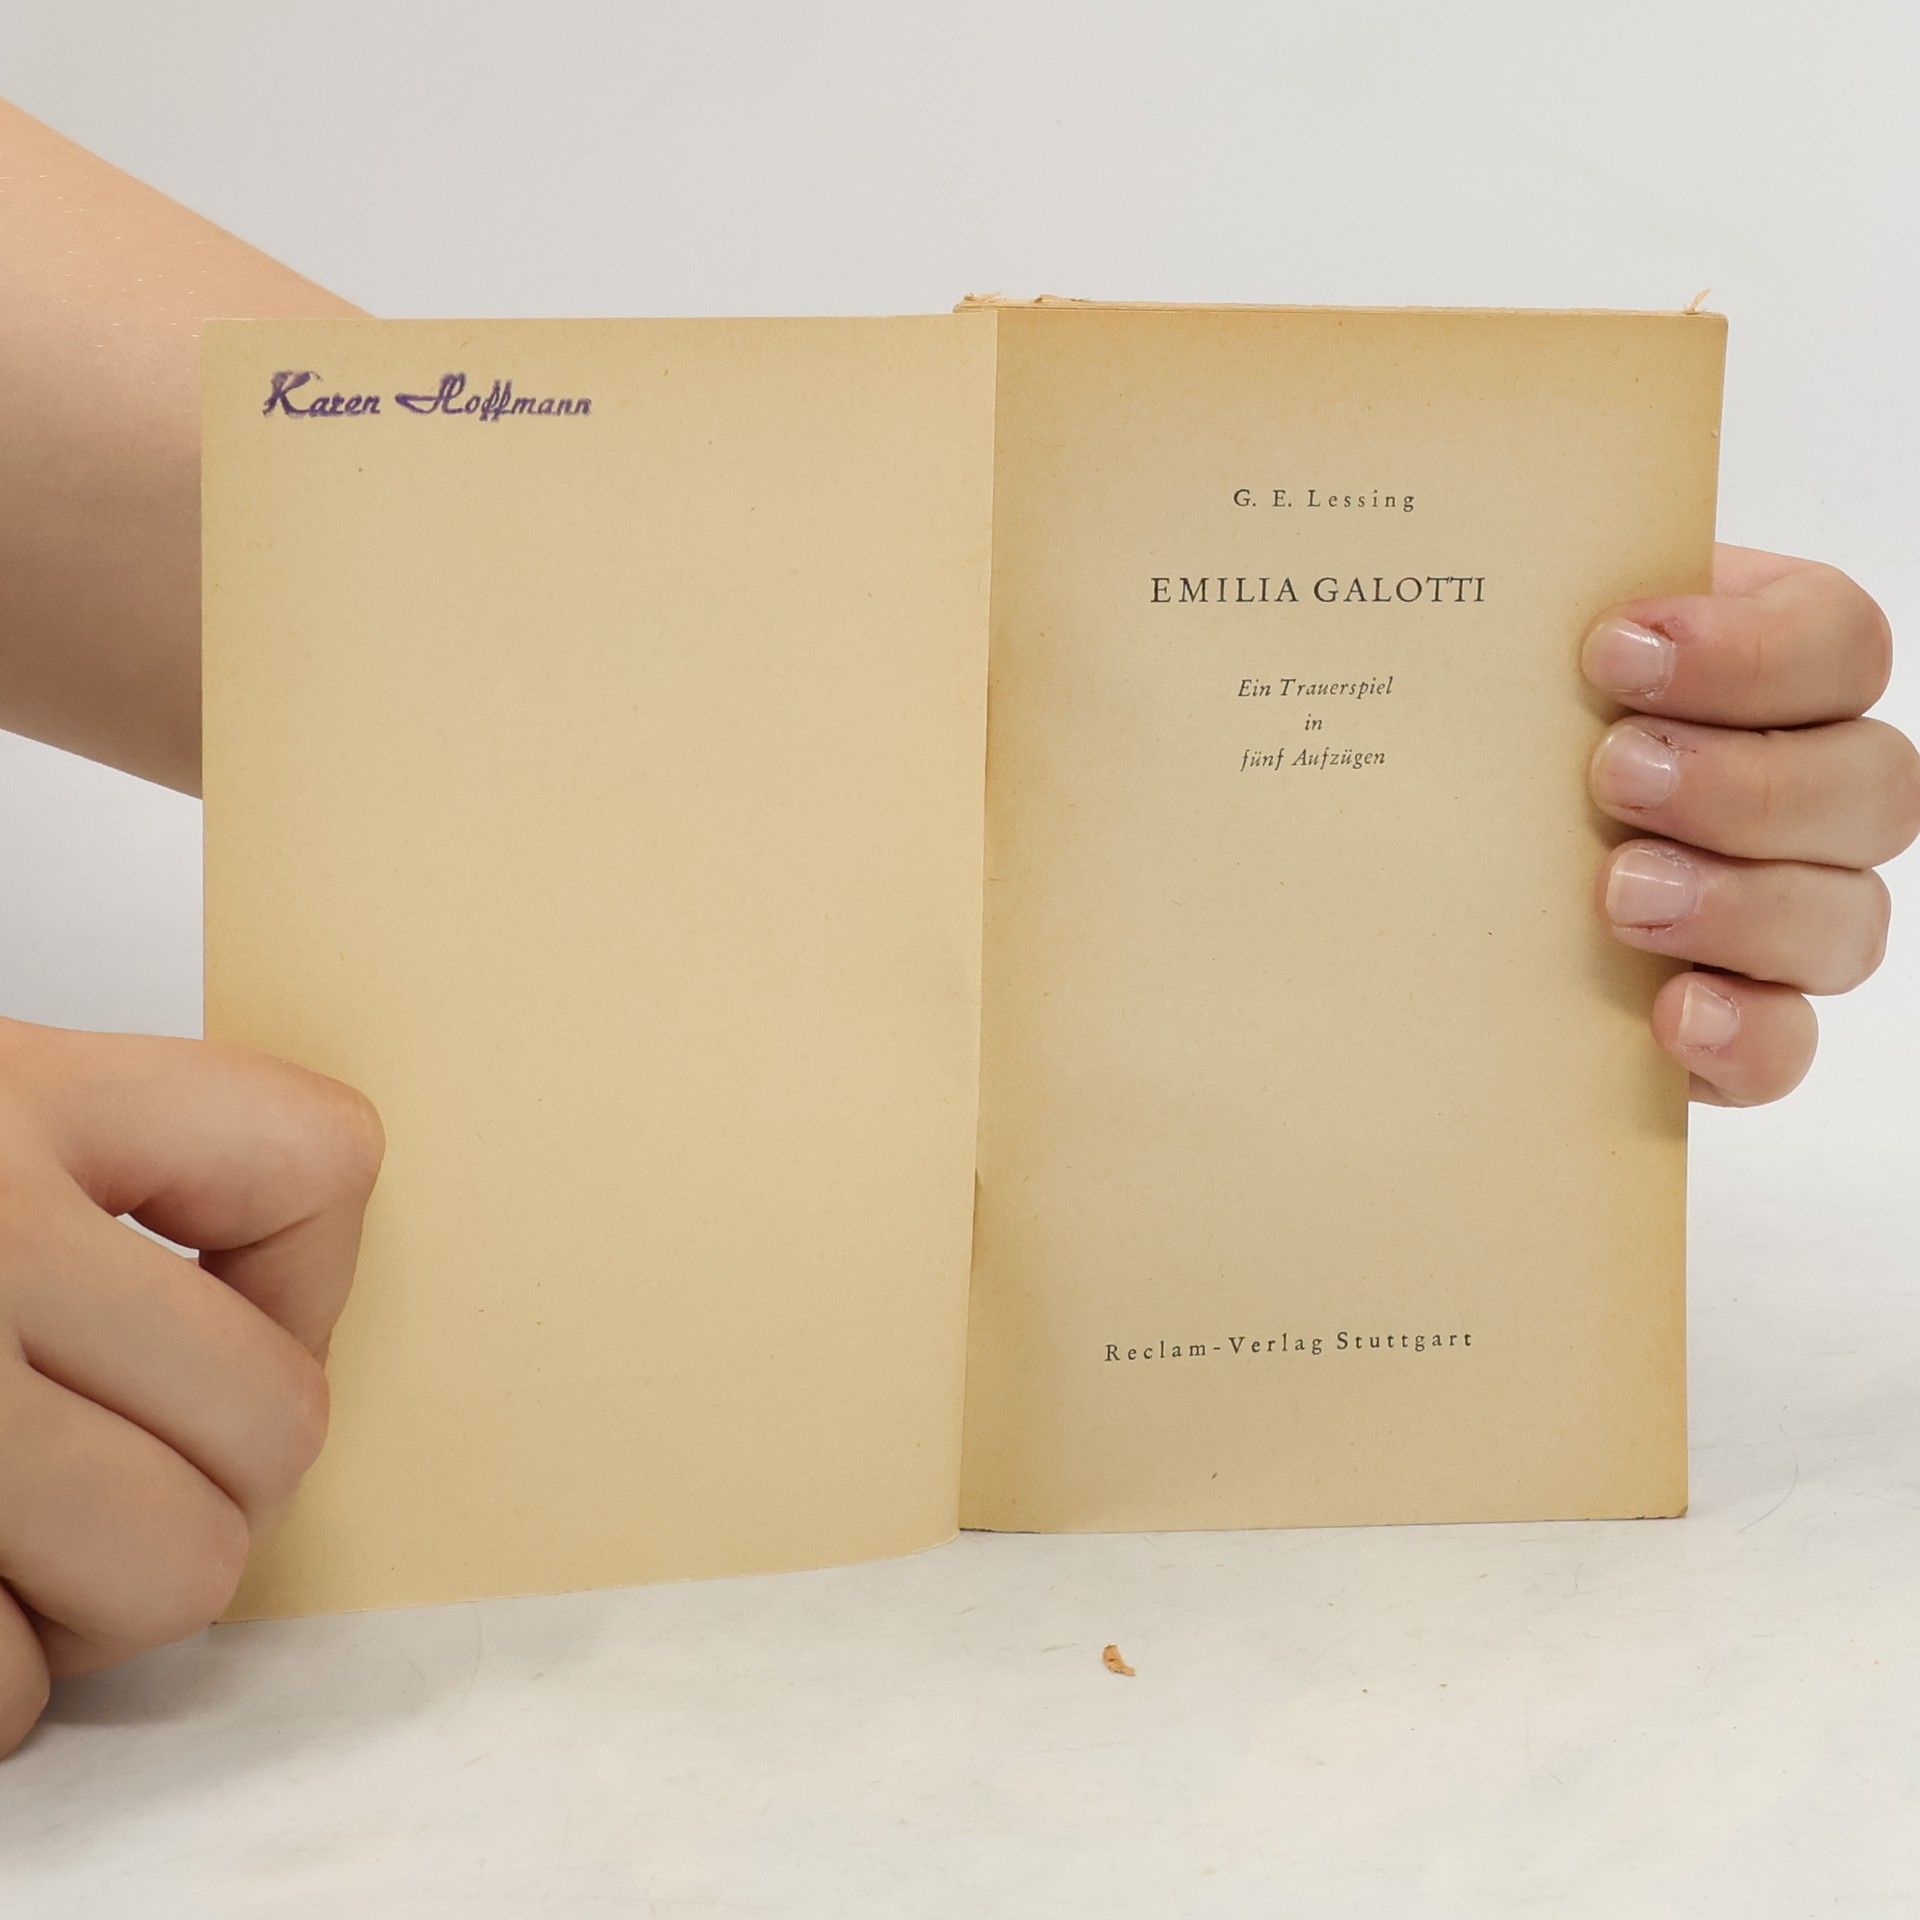 Karen Hoffmann
G. E. Lessing
EMILIA GALOTTI
Ein Trauerspiel
in
fünf Aufzügen
Reclam-Verlag Stuttgart